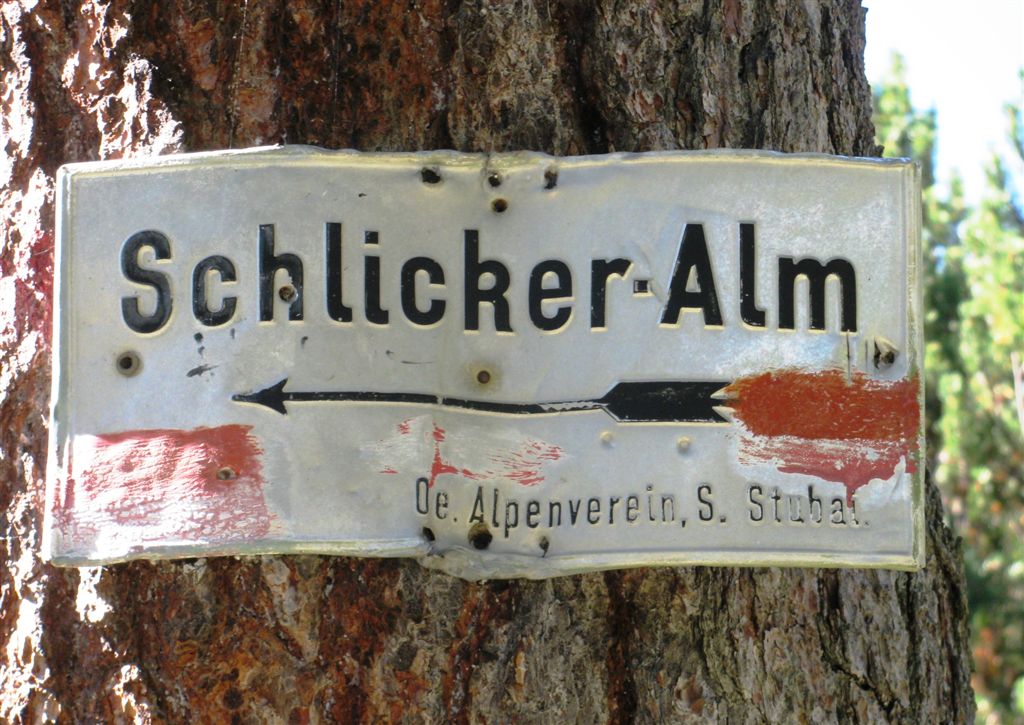 Schlicker-Alm
Oe. Alpenverein, S. Stubai.